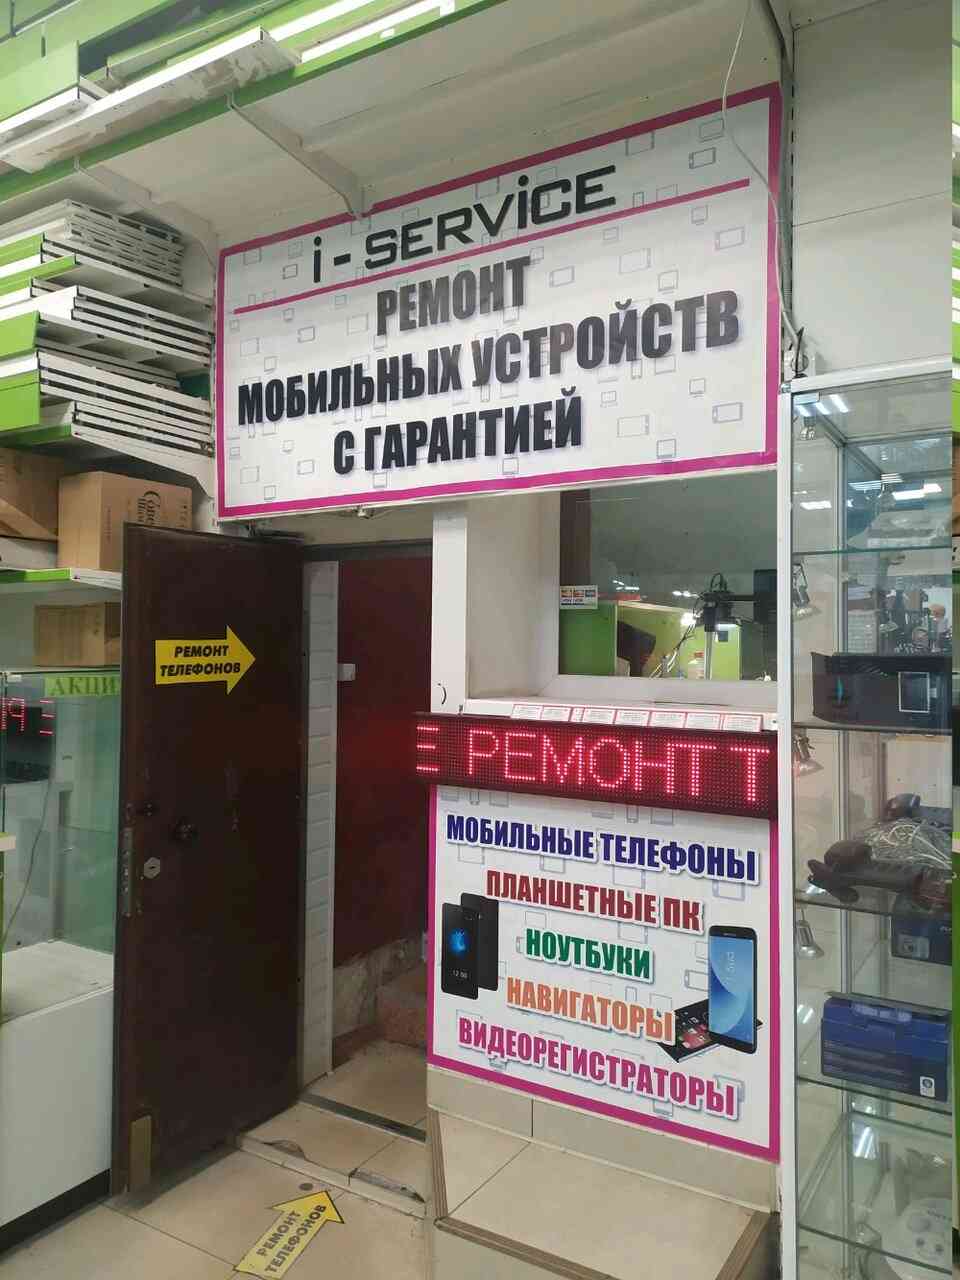 i - SERVICE
РЕМОНТ
МОБИЛЬНЫХ УСТРОЙСТВ
С ГАРАНТИЕЙ
РЕМОНТ
ТЕЛЕФОНОВ
АКЦИ
Е РЕМОНТ Т
МОБИЛЬНЫЕ ТЕЛЕФОНЫ
ПЛАНШЕТНЫЕ ПК
НОУТБУКИ
НАВИГАТОРЫ
ВИДЕОРЕГИСТРАТОРЫ
РЕМОНТ
ТЕЛЕФОНОВ